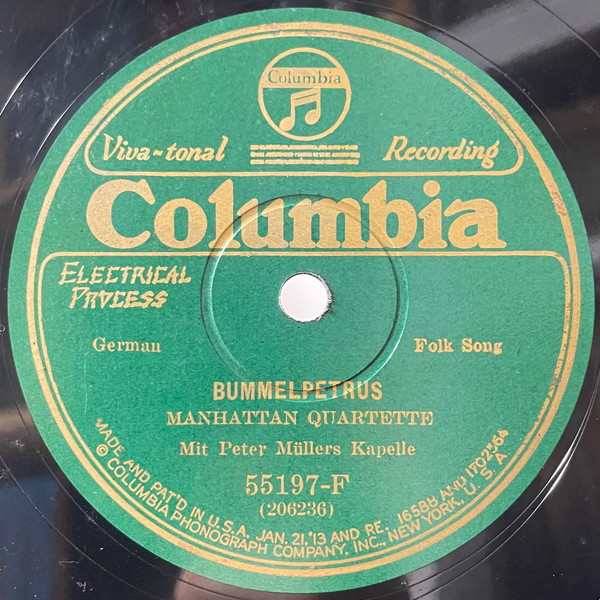 Columbia
Viva-tonal Recording
Columbia
ELECTRICAL
PROCESS
German Folk Song
BUMMELPETRUS
MANHATTAN QUARTETTE
Mit Peter Müllers Kapelle
55197-F
(206236)
MADE AND PAT'D IN U.S.A. JAN. 21,'13 AND RE. 16588 AND 1702564
© COLUMBIA PHONOGRAPH COMPANY, INC., NEW YORK, U.S.A.